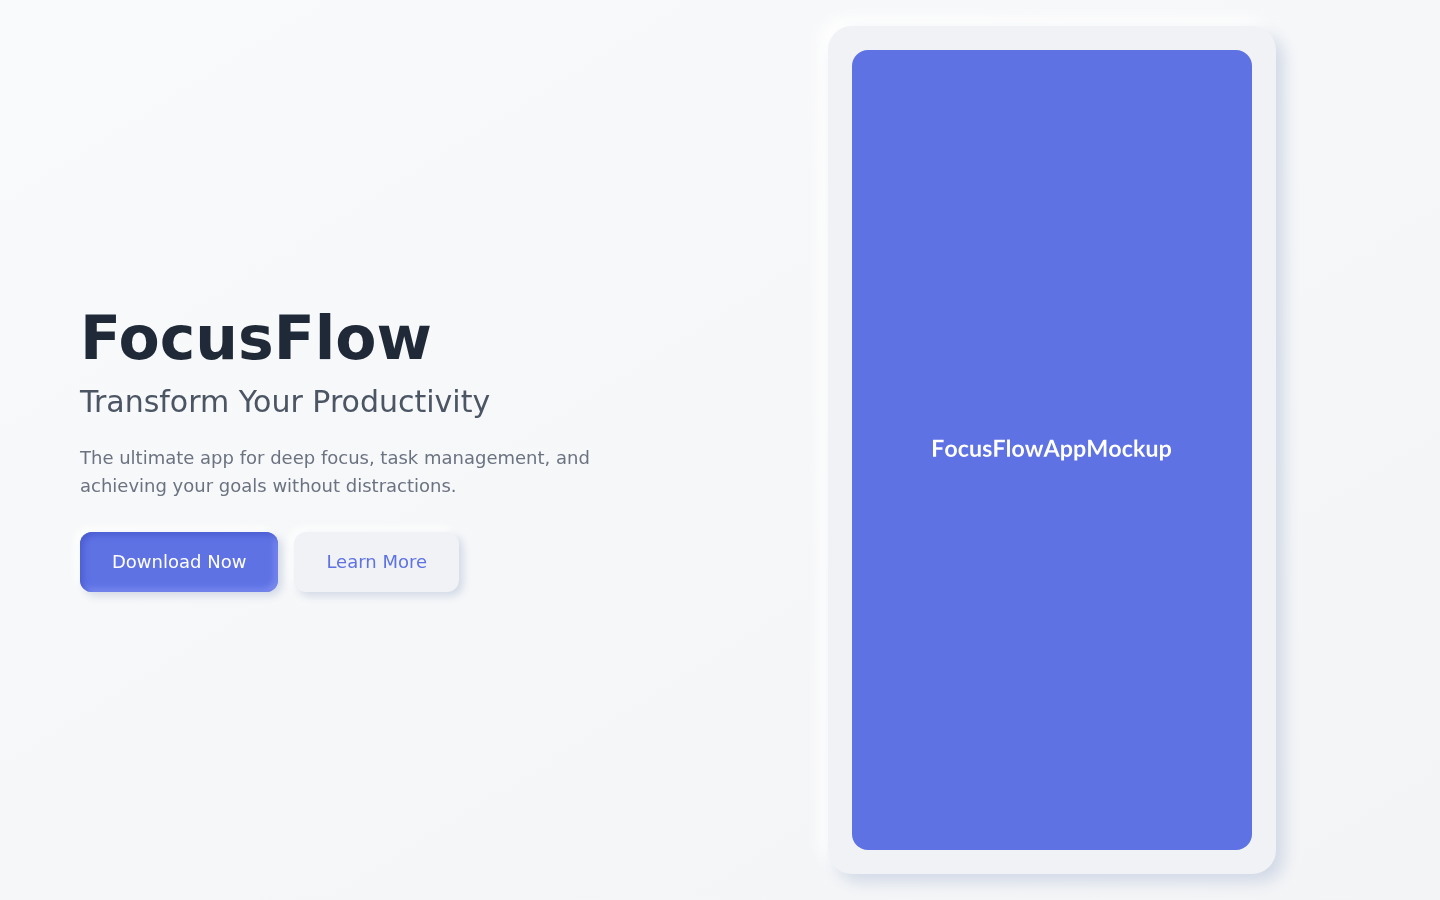 FocusFlow
Transform Your Productivity
The ultimate app for deep focus, task management, and
achieving your goals without distractions.
Download Now
Learn More
FocusFlowAppMockup